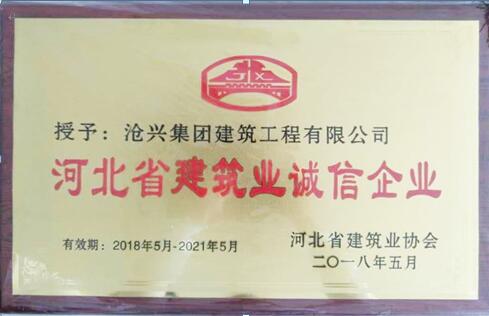 授予：沧兴集团建筑工程有限公司
河北省建筑业诚信企业
有效期：2018年5月-2021年5月
河北省建筑业协会
二〇一八年五月